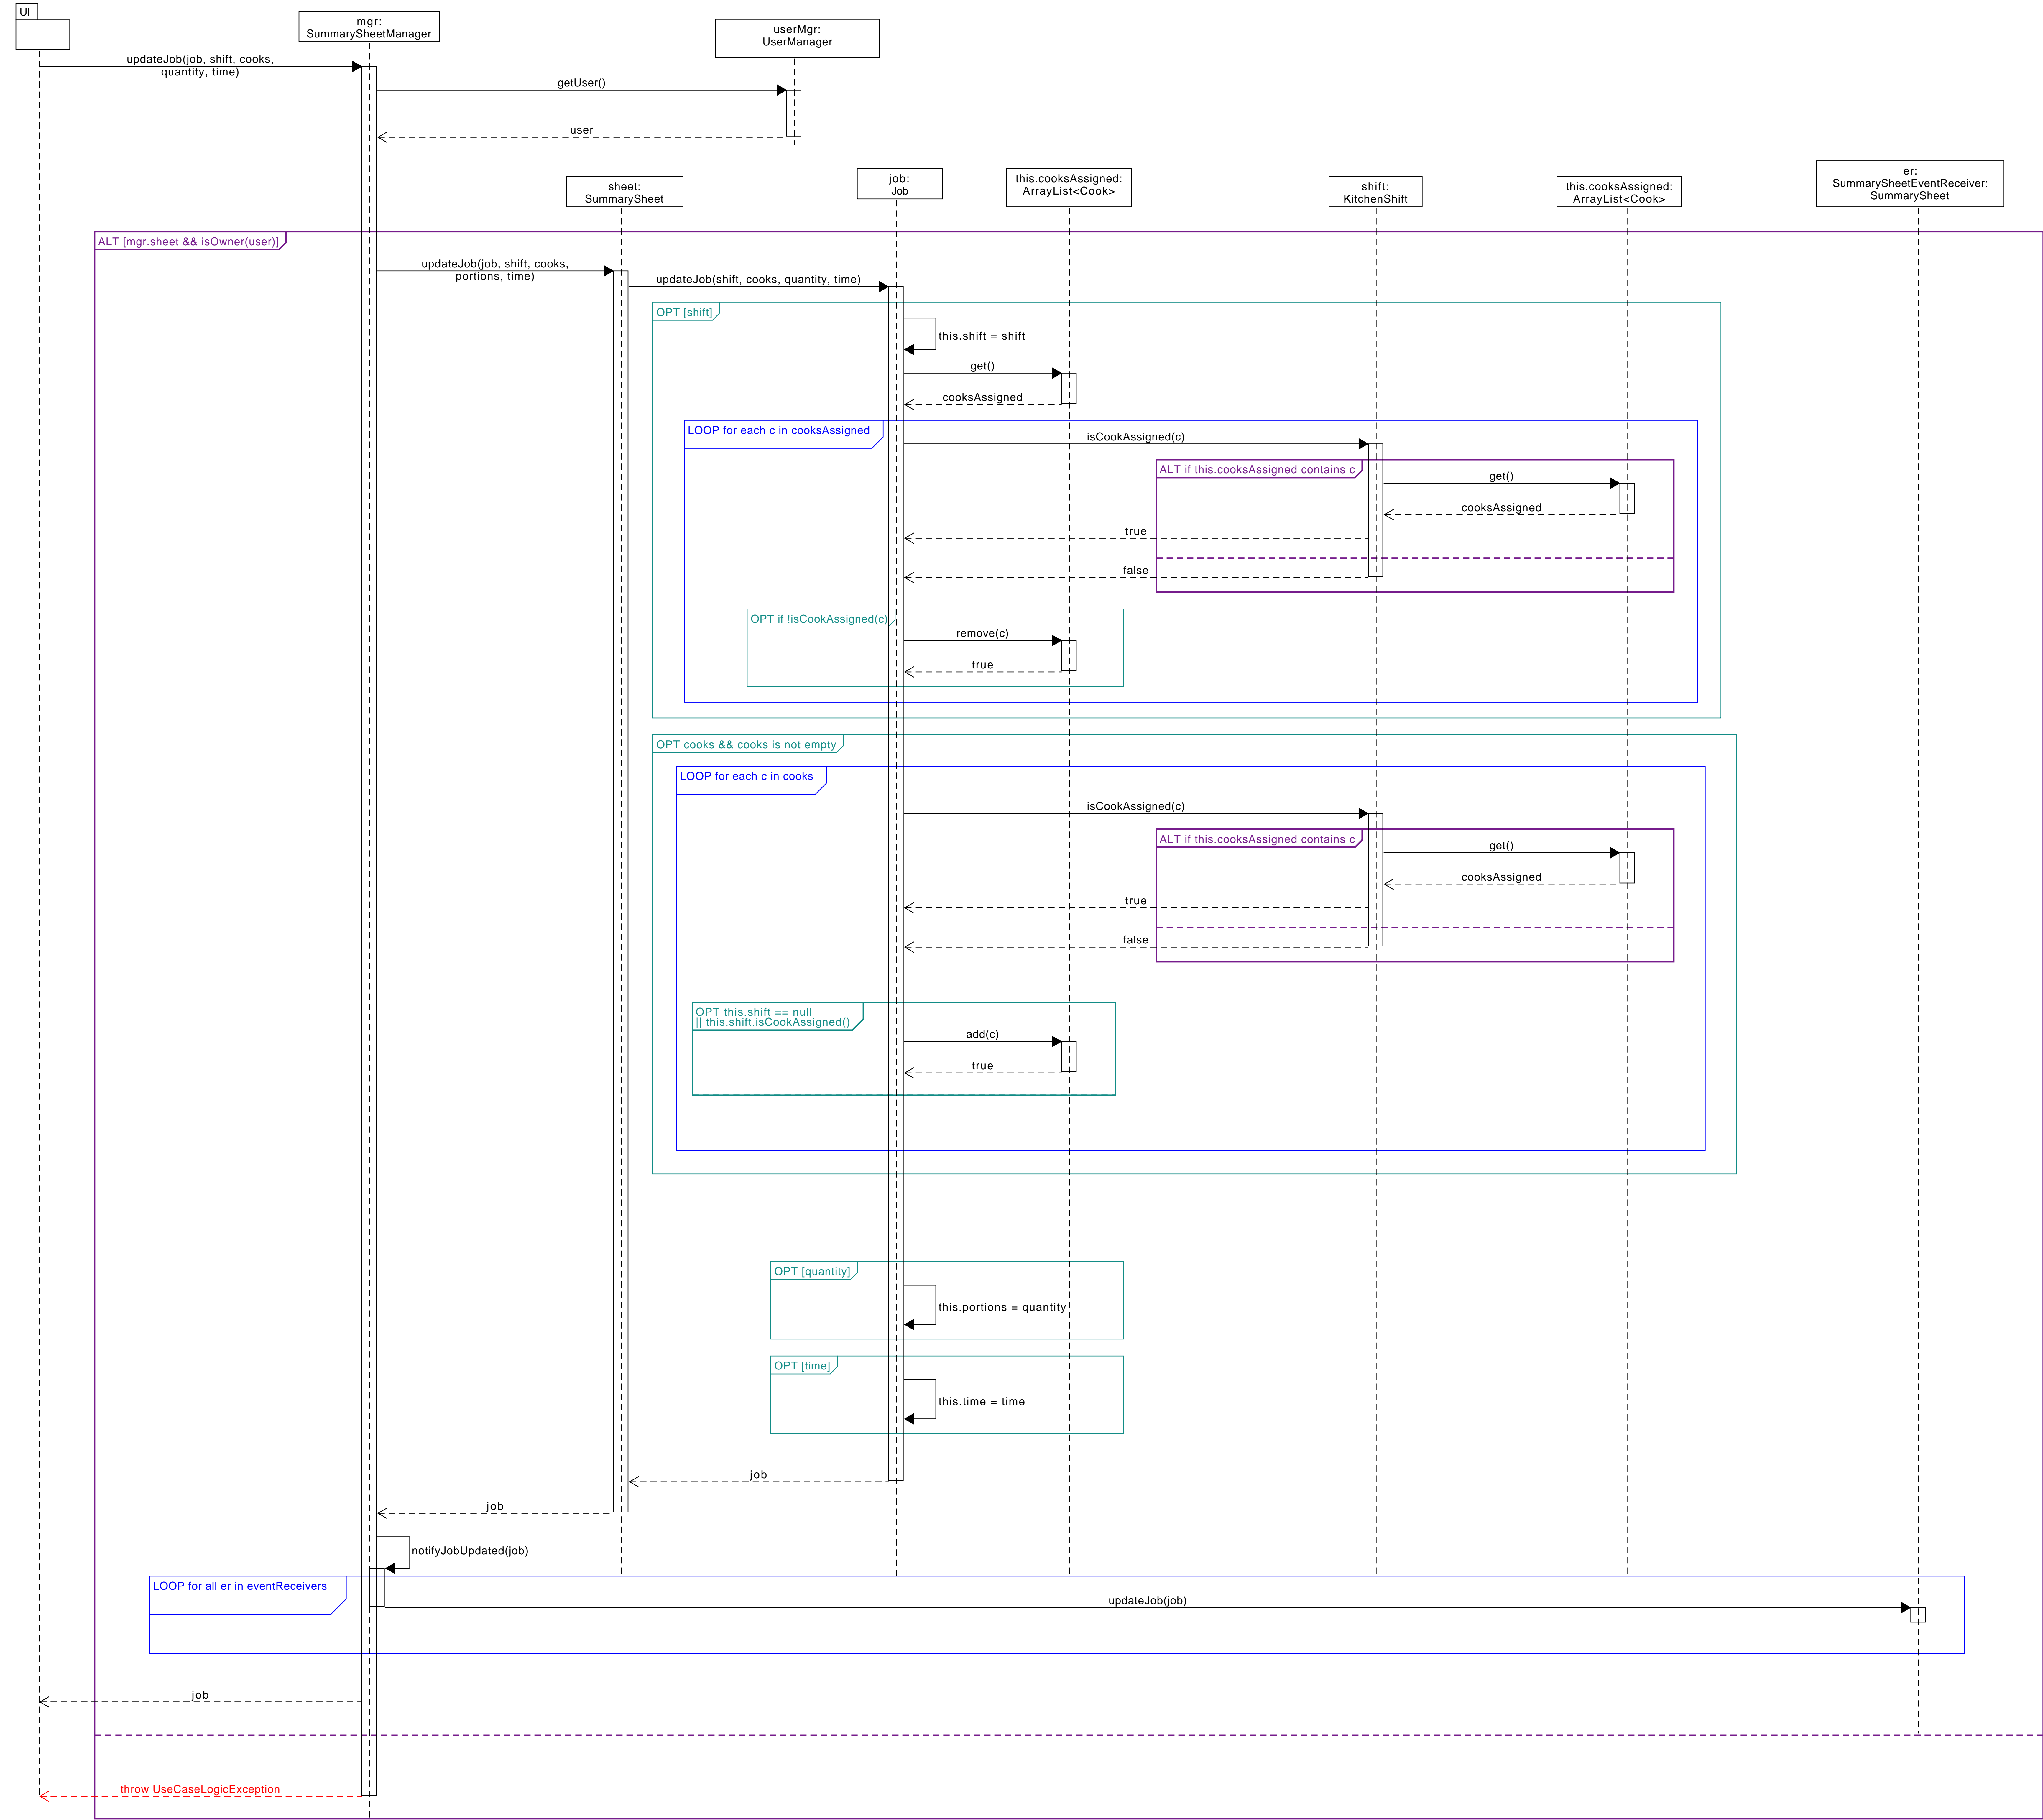 UI
mgr:
SummarySheetManager
userMgr:
UserManager
updateJob(job, shift, cooks,
quantity, time)
getUser()
user
sheet:
SummarySheet
job:
Job
this.cooksAssigned:
ArrayList<Cook>
shift:
KitchenShift
this.cooksAssigned:
ArrayList<Cook>
er:
SummarySheetEventReceiver:
SummarySheet
ALT [mgr.sheet && isOwner(user)]
updateJob(job, shift, cooks,
portions, time)
updateJob(shift, cooks, quantity, time)
OPT [shift]
this.shift = shift
get()
cooksAssigned
LOOP for each c in cooksAssigned
isCookAssigned(c)
ALT if this.cooksAssigned contains c
get()
cooksAssigned
true
false
OPT if !isCookAssigned(c)
remove(c)
true
OPT cooks && cooks is not empty
LOOP for each c in cooks
isCookAssigned(c)
ALT if this.cooksAssigned contains c
get()
cooksAssigned
true
false
OPT this.shift == null
|| this.shift.isCookAssigned()
add(c)
true
OPT [quantity]
this.portions = quantity
OPT [time]
this.time = time
job
job
notifyJobUpdated(job)
LOOP for all er in eventReceivers
updateJob(job)
job
throw UseCaseLogicException